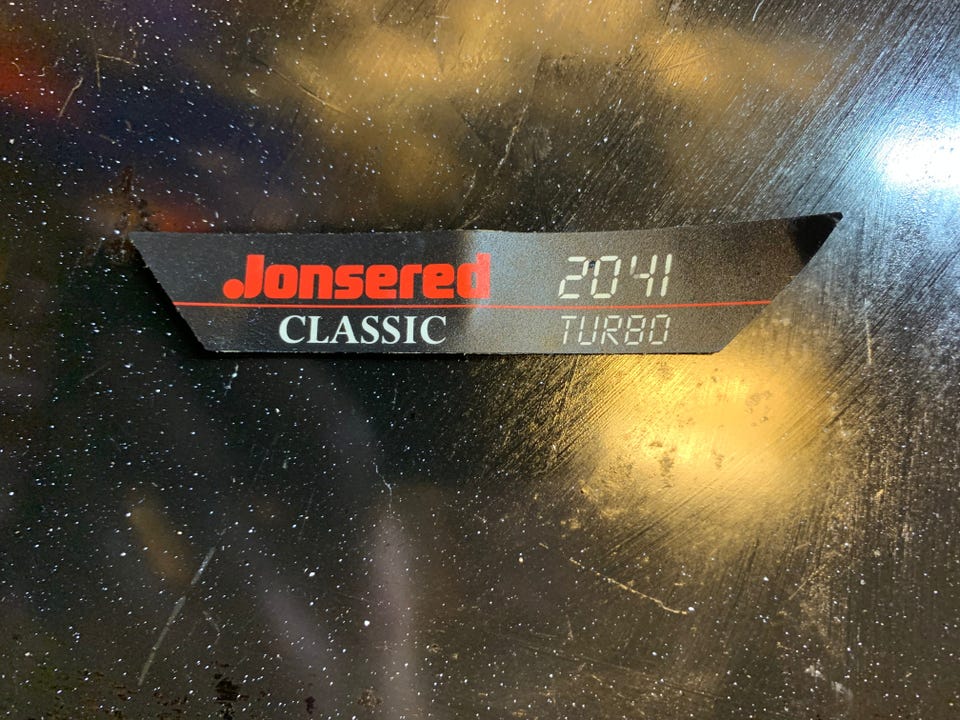 Jonsered 2041
CLASSIC TURBO